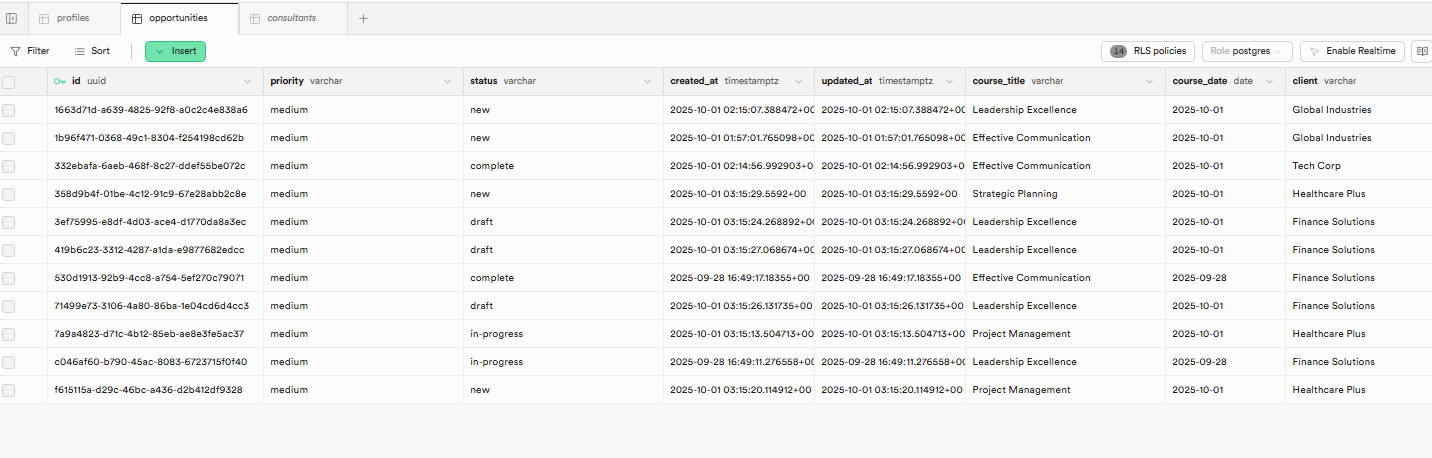 profiles opportunities consultants
Filter Sort Insert 14 RLS policies Role postgres Enable Realtime
id uuid priority varchar status varchar created_at timestamptz updated_at timestamptz course_title varchar course_date date client varchar
1663d71d-a639-4825-92f8-a0c2c4e838a6 medium new 2025-10-01 02:15:07.388472+00 2025-10-01 02:15:07.388472+00 Leadership Excellence 2025-10-01 Global Industries
1b96f471-0368-49c1-8304-f254198cd62b medium new 2025-10-01 01:57:01.765098+00 2025-10-01 01:57:01.765098+00 Effective Communication 2025-10-01 Global Industries
332ebafa-6aeb-468f-8c27-ddef55be072c medium complete 2025-10-01 02:14:56.992903+0 2025-10-01 02:14:56.992903+0 Effective Communication 2025-10-01 Tech Corp
358d9b4f-01be-4c12-91c9-67e28abb2c8e medium new 2025-10-01 03:15:29.5592+00 2025-10-01 03:15:29.5592+00 Strategic Planning 2025-10-01 Healthcare Plus
3ef75995-e8df-4d03-ace4-d1770da8a3ec medium draft 2025-10-01 03:15:24.268892+00 2025-10-01 03:15:24.268892+00 Leadership Excellence 2025-10-01 Finance Solutions
419b6c23-3312-4287-a1da-e9877682edcc medium draft 2025-10-01 03:15:27.068674+00 2025-10-01 03:15:27.068674+00 Leadership Excellence 2025-10-01 Finance Solutions
530d1913-92b9-4cc8-a754-5ef270c79071 medium complete 2025-09-28 16:49:17.18355+00 2025-09-28 16:49:17.18355+00 Effective Communication 2025-09-28 Finance Solutions
71499e73-3106-4a80-86ba-1e04cd6d4cc3 medium draft 2025-10-01 03:15:26.131735+00 2025-10-01 03:15:26.131735+00 Leadership Excellence 2025-10-01 Finance Solutions
7a9a4823-d71c-4b12-85eb-ae8e3fe5ac37 medium in-progress 2025-10-01 03:15:13.504713+00 2025-10-01 03:15:13.504713+00 Project Management 2025-10-01 Healthcare Plus
c046af60-b790-45ac-8083-6723715f0f40 medium in-progress 2025-09-28 16:49:11.276558+00 2025-09-28 16:49:11.276558+00 Leadership Excellence 2025-09-28 Finance Solutions
f615115a-d29c-46bc-a436-d2b412df9328 medium new 2025-10-01 03:15:20.114912+00 2025-10-01 03:15:20.114912+00 Project Management 2025-10-01 Healthcare Plus